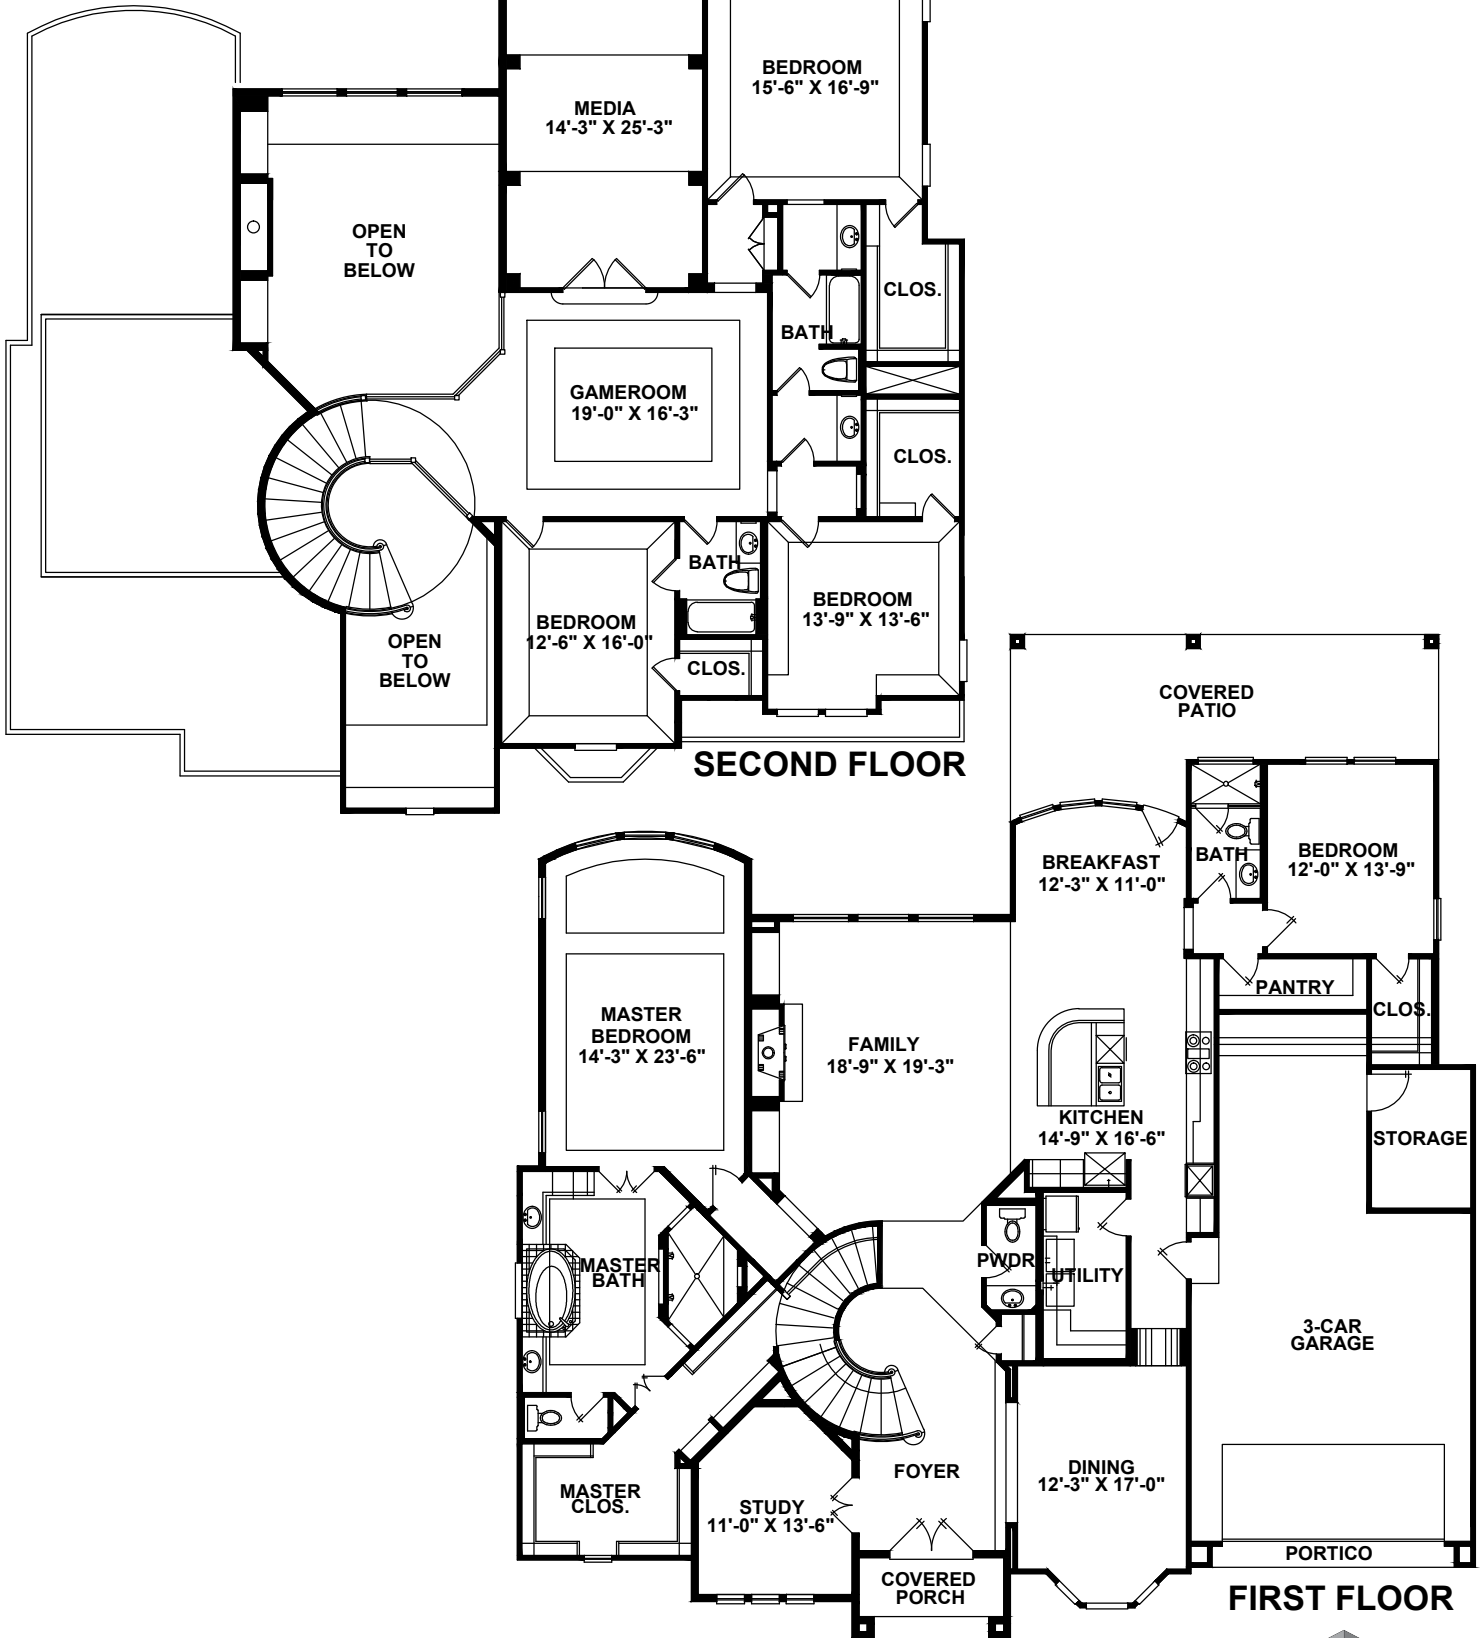 BEDROOM
15'-6" X 16'-9"
MEDIA
14'-3" X 25'-3"
OPEN
TO
BELOW
CLOS.
BATH
GAMEROOM
19'-0" X 16'-3"
CLOS.
BATH
BEDROOM
13'-9" X 13'-6"
BEDROOM
12'-6" X 16'-0"
OPEN
TO
BELOW
CLOS.
SECOND FLOOR
COVERED
PATIO
BREAKFAST
12'-3" X 11'-0"
BATH
BEDROOM
12'-0" X 13'-9"
PANTRY
CLOS.
MASTER
BEDROOM
14'-3" X 23'-6"
FAMILY
18'-9" X 19'-3"
KITCHEN
14'-9" X 16'-6"
STORAGE
MASTER
BATH
PWDR
UTILITY
3-CAR
GARAGE
FOYER
DINING
12'-3" X 17'-0"
MASTER
CLOS.
STUDY
11'-0" X 13'-6"
PORTICO
COVERED
PORCH
FIRST FLOOR